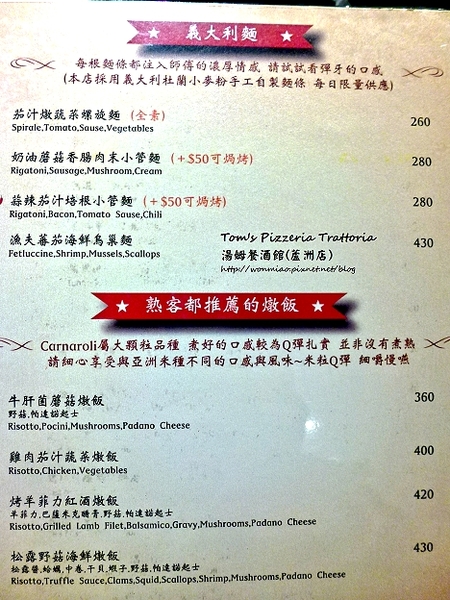 義大利麵
每根麵條都注入師傅的濃厚情感 請試試看彈牙的口感
(本店採用義大利杜蘭小麥粉手工自製麵條 每日限量供應)
茄汁燉蔬菜螺旋麵 (全素) 260
Spirale,Tomato,Sause,Vegetables
奶油蘑菇香腸肉末小管麵 (+$50可焗烤) 280
Rigatoni,Sausage,Mushroom,Cream
蒜辣茄汁培根小管麵 (+$50可焗烤) 280
Rigatoni,Bacon,Tomato Sause,Chili
漁夫蕃茄海鮮鳥巢麵 430
Fetluccine,Shrimp,Mussels,Scallops
Tom's Pizzeria Trattoria
湯姆餐酒館(蘆洲店)
http://wonmiao.pixnet.net/blog
熟客都推薦的燉飯
Carnaroli屬大顆粒品種 煮好的口感較為Q彈扎實 並非沒有煮熟
請細心享受與亞洲米種不同的口感與風味~米粒Q彈 細嚼慢嚥
牛肝菌蘑菇燉飯 360
野菇,帕達諾起士
Risotto,Pocini,Mushrooms,Padano Cheese
雞肉茄汁蔬菜燉飯 400
Risotto,Chicken,Vegetables
烤羊菲力紅酒燉飯 420
羊菲力,巴薩米克醋膏,野菇,帕達諾起士
Risotto,Grilled Lamb Filet,Balsamico,Gravy,Mushrooms,Padano Cheese
松露野菇海鮮燉飯 430
松露醬,蛤蠣,中卷,干貝,蝦子,野菇,帕達諾起士
Risotto,Truffle Sauce,Clams,Squid,Scallops,Shrimp,Mushrooms,Padano Cheese